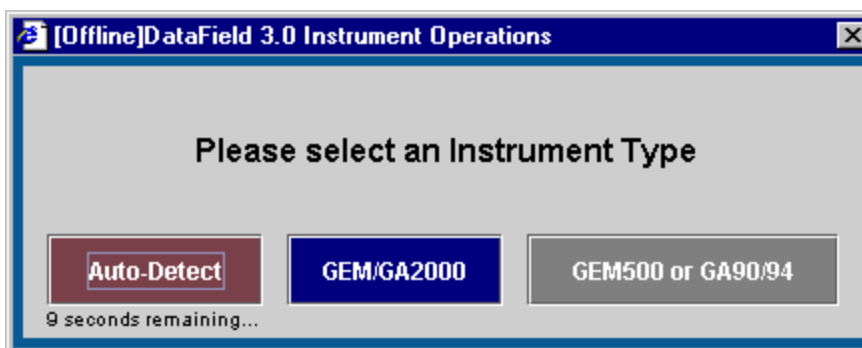 [Offline]DataField 3.0 Instrument Operations
Please select an Instrument Type
Auto-Detect GEM/GA2000 GEM500 or GA90/94
9 seconds remaining...